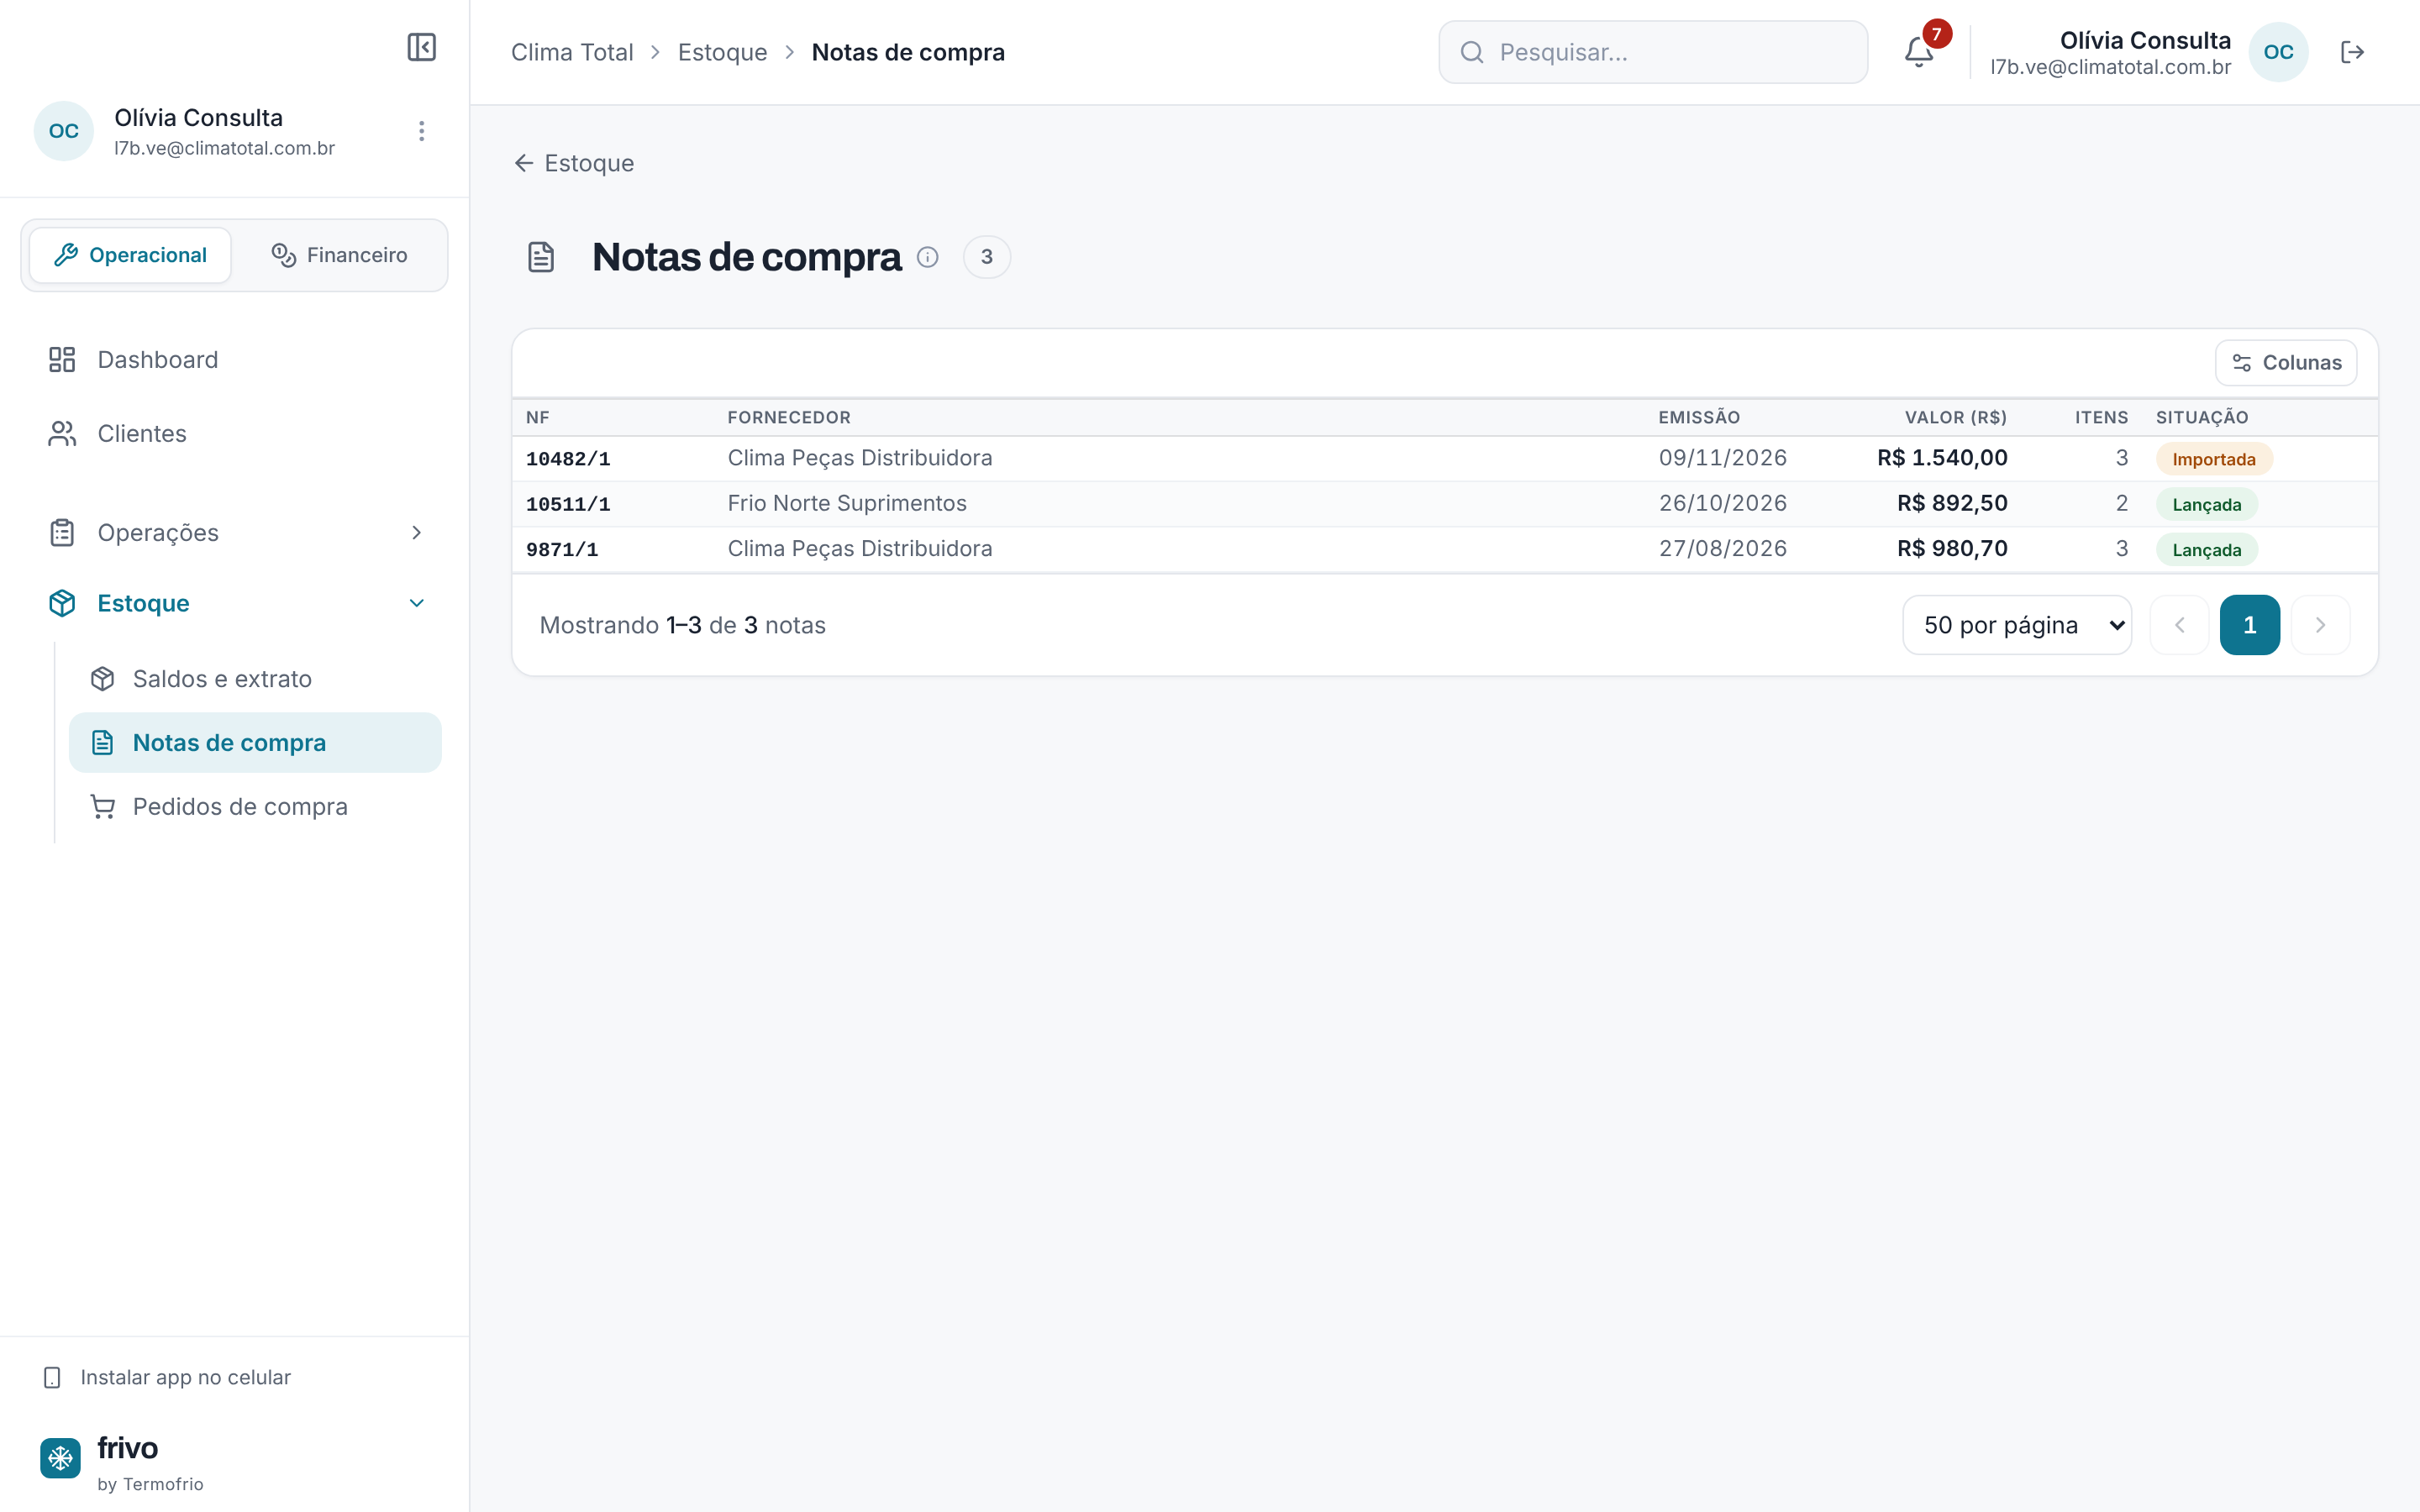 OC
Olívia Consulta
l7b.ve@climatotal.com.br
Operacional
Financeiro
Dashboard
Clientes
Operações
Estoque
Saldos e extrato
Notas de compra
Pedidos de compra
Instalar app no celular
frivo
by Termofrio
Clima Total > Estoque > Notas de compra
Pesquisar...
7
Olívia Consulta
l7b.ve@climatotal.com.br
OC
Estoque
Notas de compra 3
Colunas
NF FORNECEDOR EMISSÃO VALOR (R$) ITENS SITUAÇÃO
10482/1 Clima Peças Distribuidora 09/11/2026 R$ 1.540,00 3 Importada
10511/1 Frio Norte Suprimentos 26/10/2026 R$ 892,50 2 Lançada
9871/1 Clima Peças Distribuidora 27/08/2026 R$ 980,70 3 Lançada
Mostrando 1–3 de 3 notas
50 por página
1